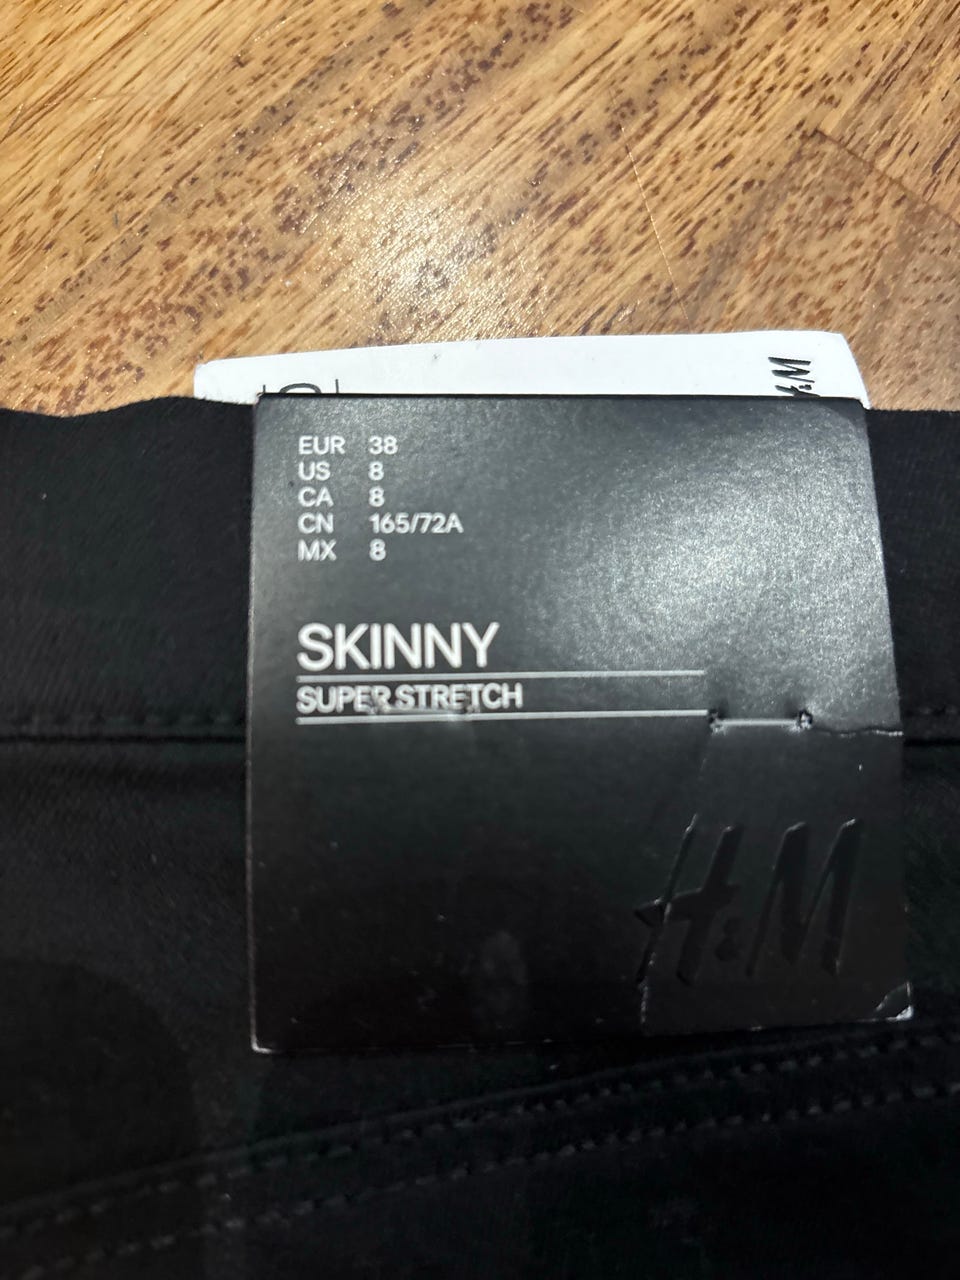 H&M
EUR 38
US 8
CA 8
CN 165/72A
MX 8
SKINNY
SUPER STRETCH
H&M